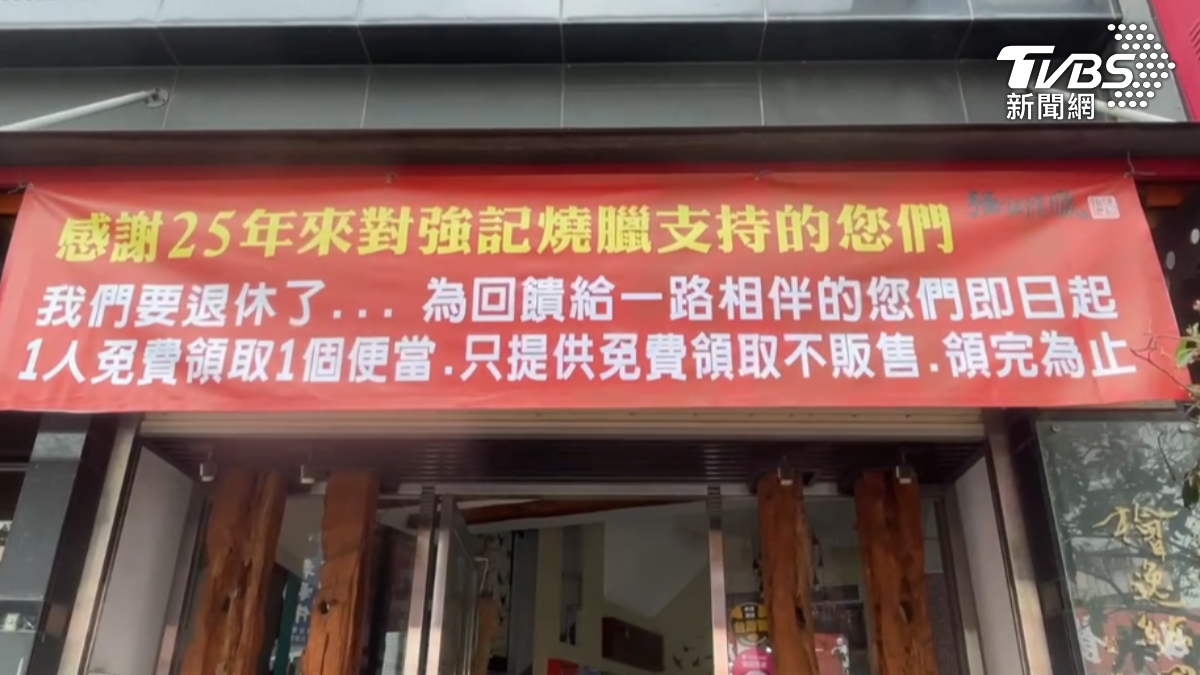 TVBS
新聞網
感謝25年來對強記燒臘支持的您們
我們要退休了... 為回饋給一路相伴的您們即日起
1人免費領取1個便當.只提供免費領取不販售.領完為止